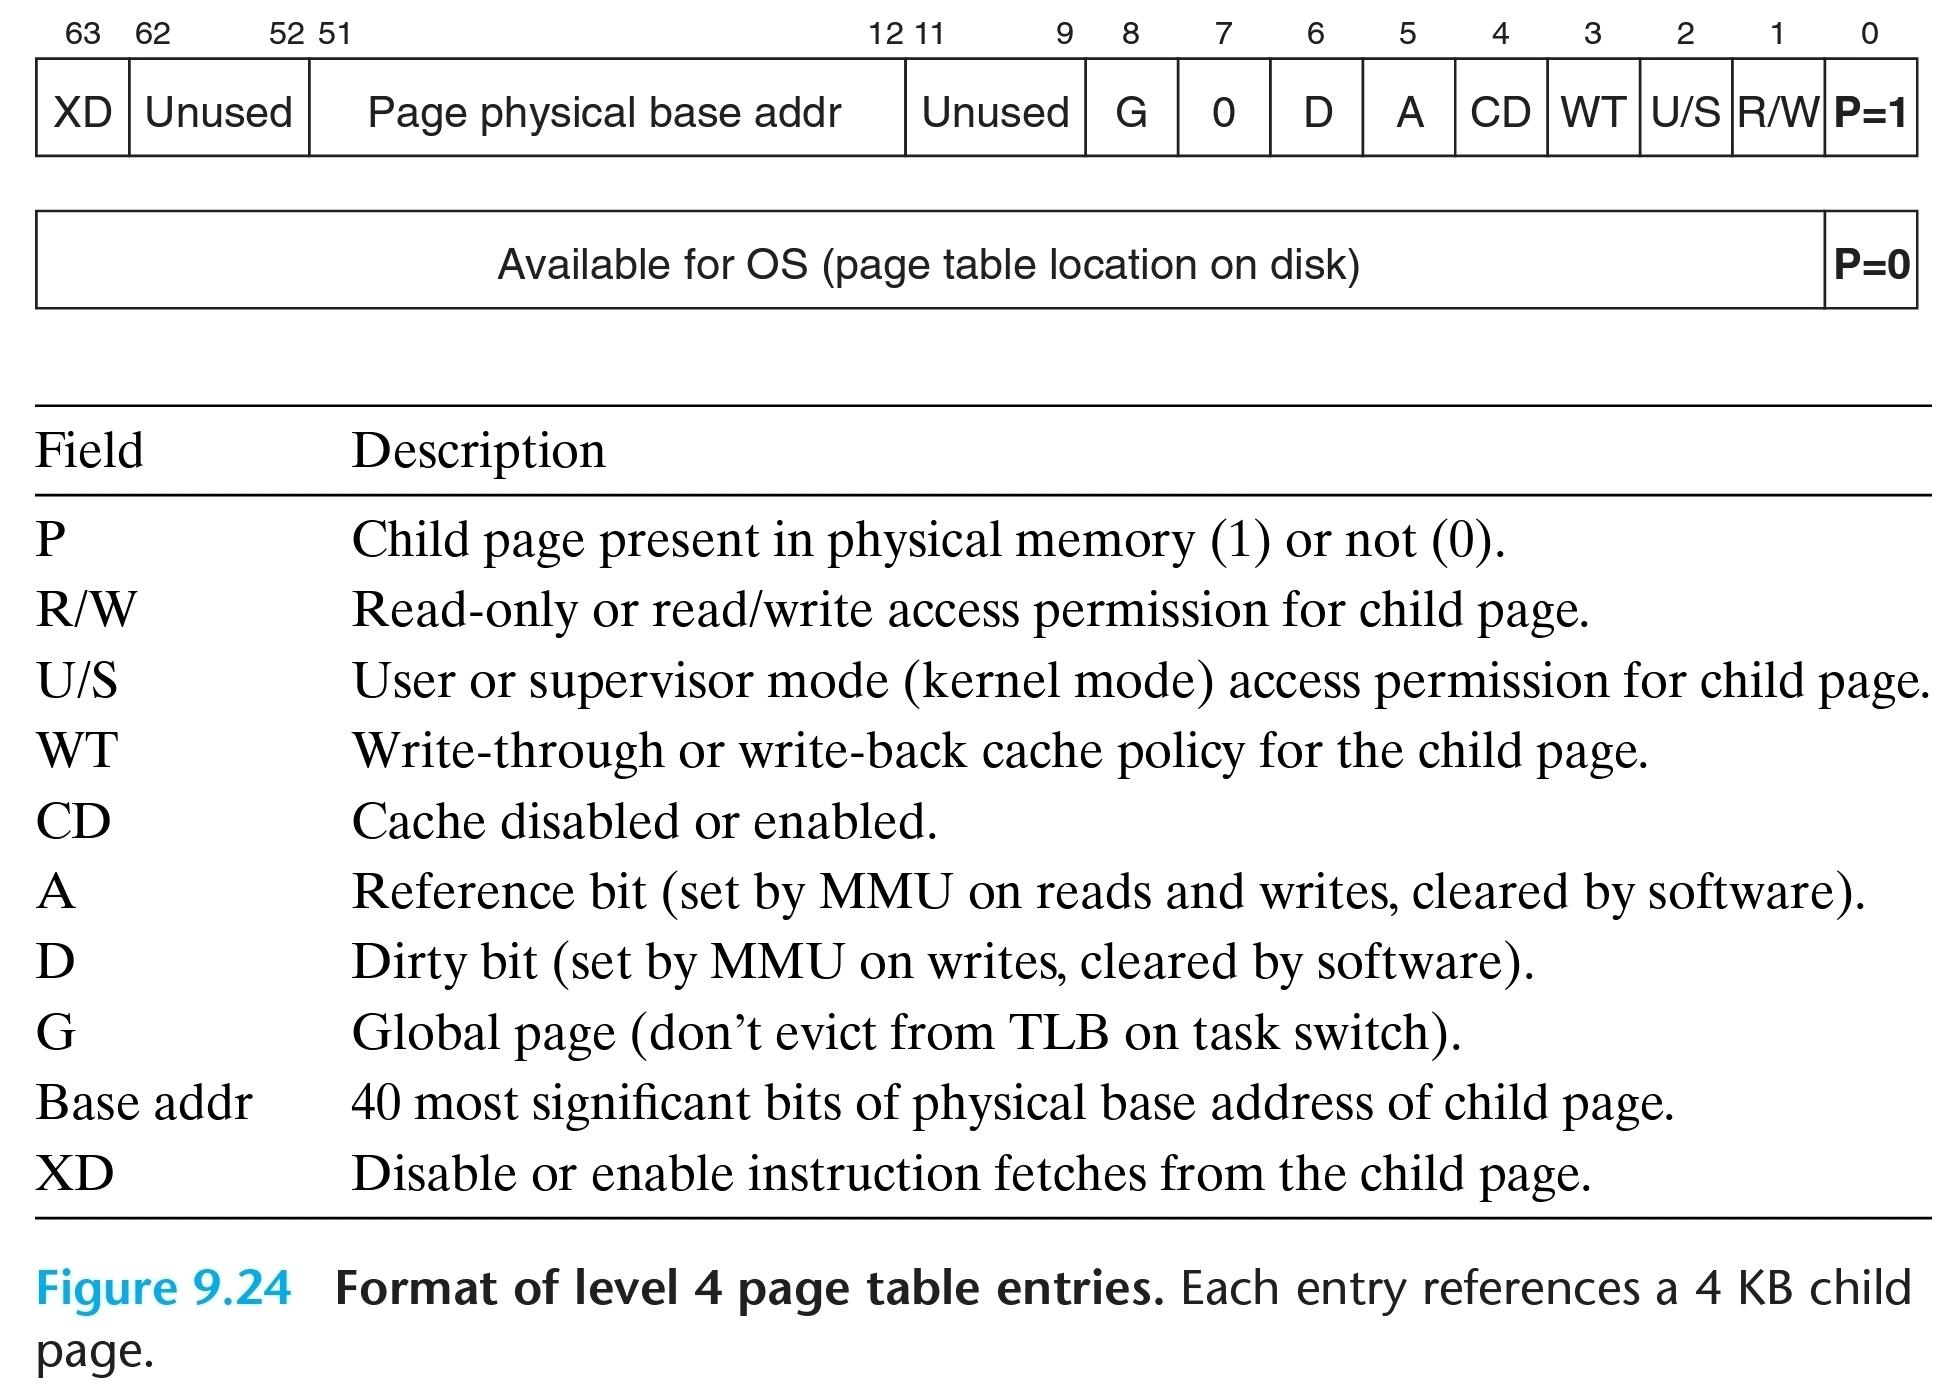 63 62 52 51 12 11 9 8 7 6 5 4 3 2 1 0
XD Unused Page physical base addr Unused G 0 D A CD WT U/S R/W P=1
Available for OS (page table location on disk) P=0
Field Description
P Child page present in physical memory (1) or not (0).
R/W Read-only or read/write access permission for child page.
U/S User or supervisor mode (kernel mode) access permission for child page.
WT Write-through or write-back cache policy for the child page.
CD Cache disabled or enabled.
A Reference bit (set by MMU on reads and writes, cleared by software).
D Dirty bit (set by MMU on writes, cleared by software).
G Global page (don’t evict from TLB on task switch).
Base addr 40 most significant bits of physical base address of child page.
XD Disable or enable instruction fetches from the child page.
Figure 9.24 Format of level 4 page table entries. Each entry references a 4 KB child
page.